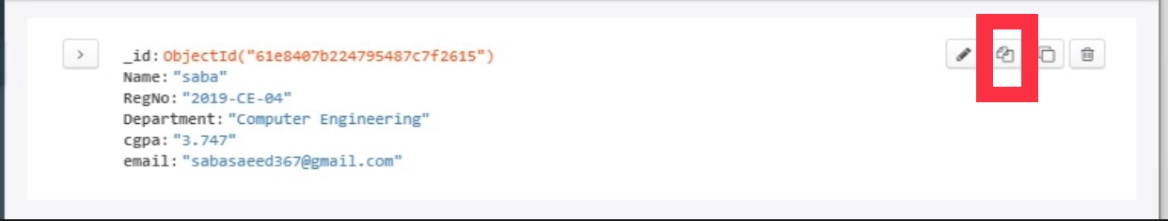 _id: ObjectId("61e8407b224795487c7f2615")
Name: "saba"
RegNo: "2019-CE-04"
Department: "Computer Engineering"
cgpa: "3.747"
email: "sabasaeed367@gmail.com"